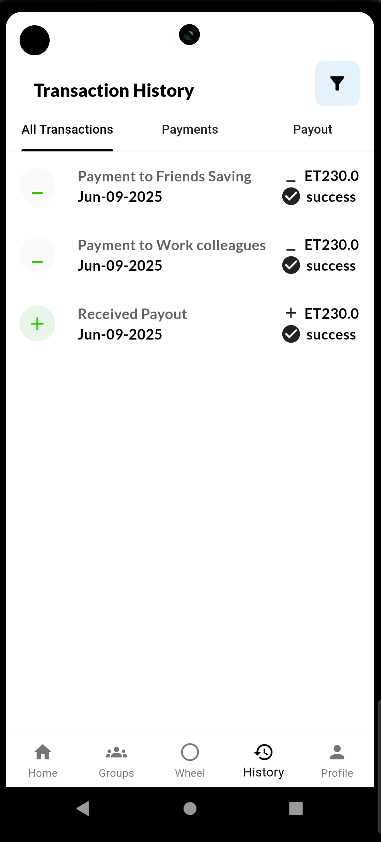 Transaction History
All Transactions Payments Payout
Payment to Friends Saving _ ET230.0
Jun-09-2025 success
Payment to Work colleagues _ ET230.0
Jun-09-2025 success
Received Payout + ET230.0
Jun-09-2025 success
Home Groups Wheel History Profile